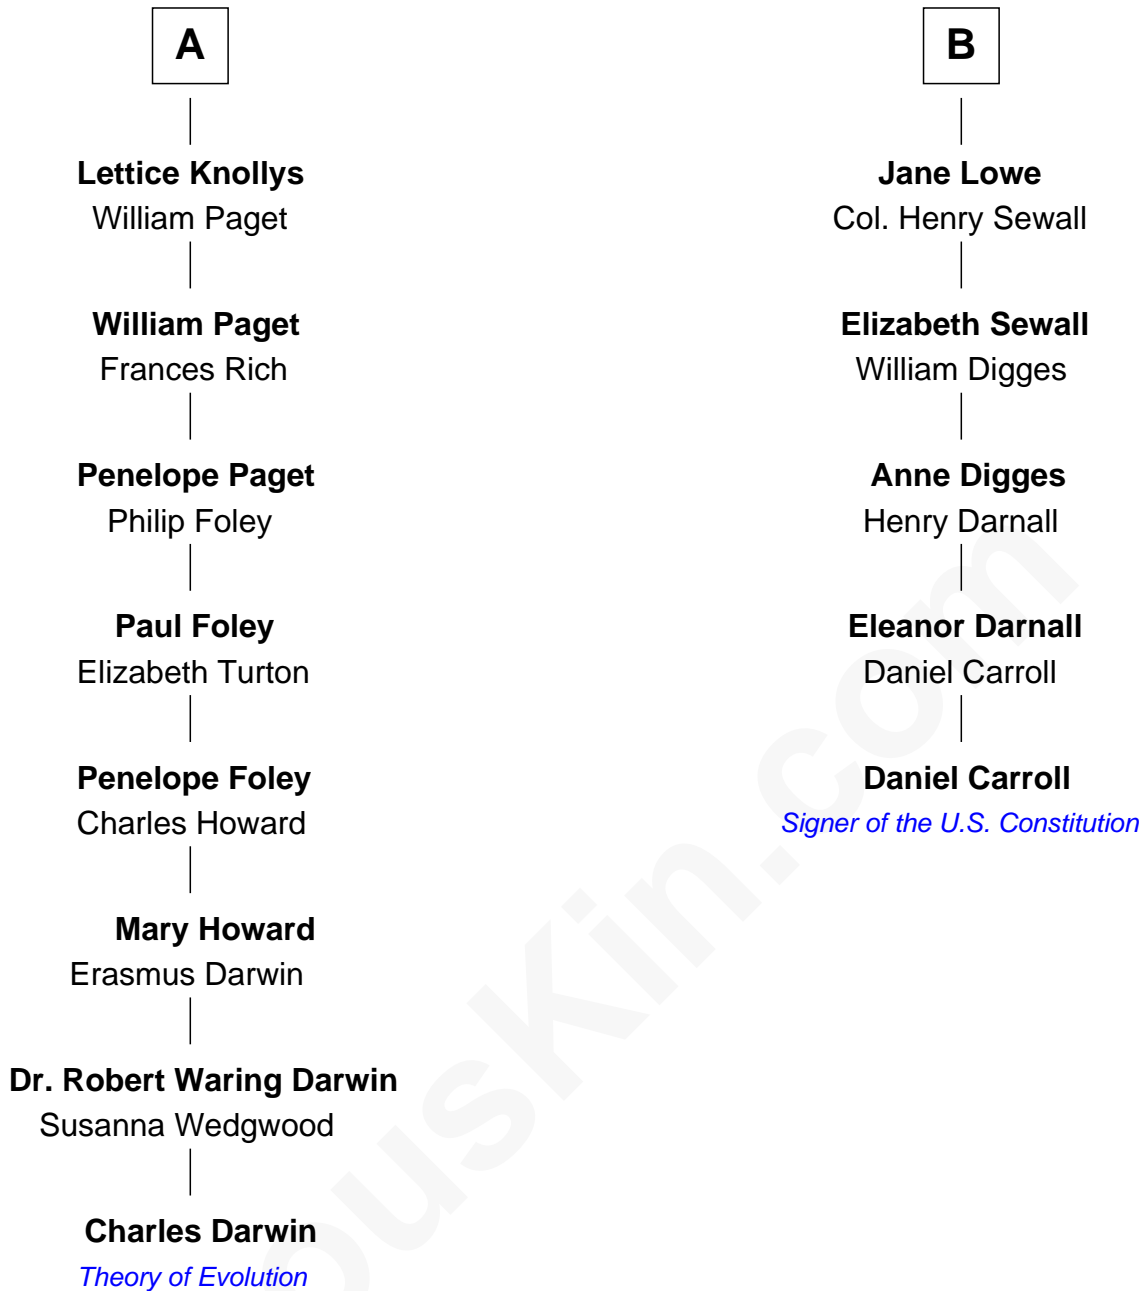 A
Lettice Knollys
William Paget
William Paget
Frances Rich
Penelope Paget
Philip Foley
Paul Foley
Elizabeth Turton
Penelope Foley
Charles Howard
Mary Howard
Erasmus Darwin
Dr. Robert Waring Darwin
Susanna Wedgwood
Charles Darwin
Theory of Evolution
B
Jane Lowe
Col. Henry Sewall
Elizabeth Sewall
William Digges
Anne Digges
Henry Darnall
Eleanor Darnall
Daniel Carroll
Daniel Carroll
Signer of the U.S. Constitution
ousKin.com